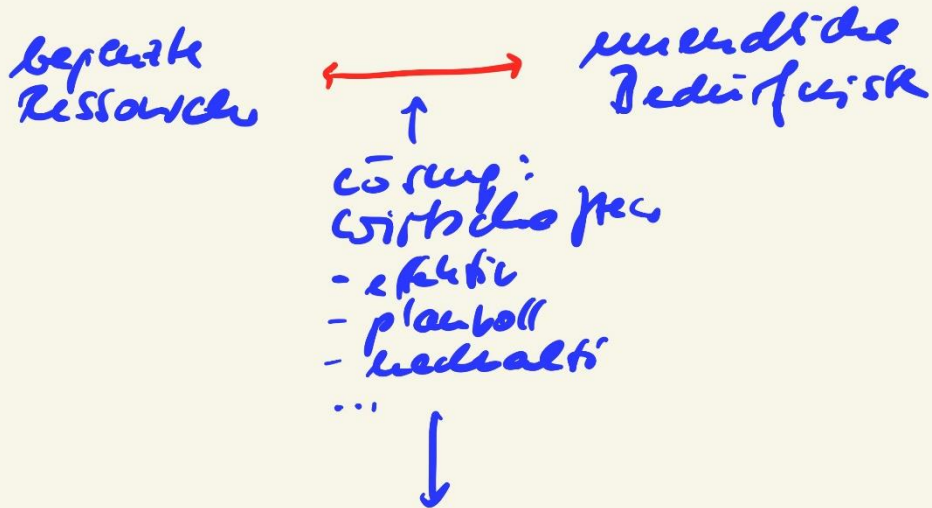 begrenzte
Ressourcen
unendliche
Bedürfnisse
Lösung:
Wirtschaften
- effektiv
- planvoll
- nachhaltig
...